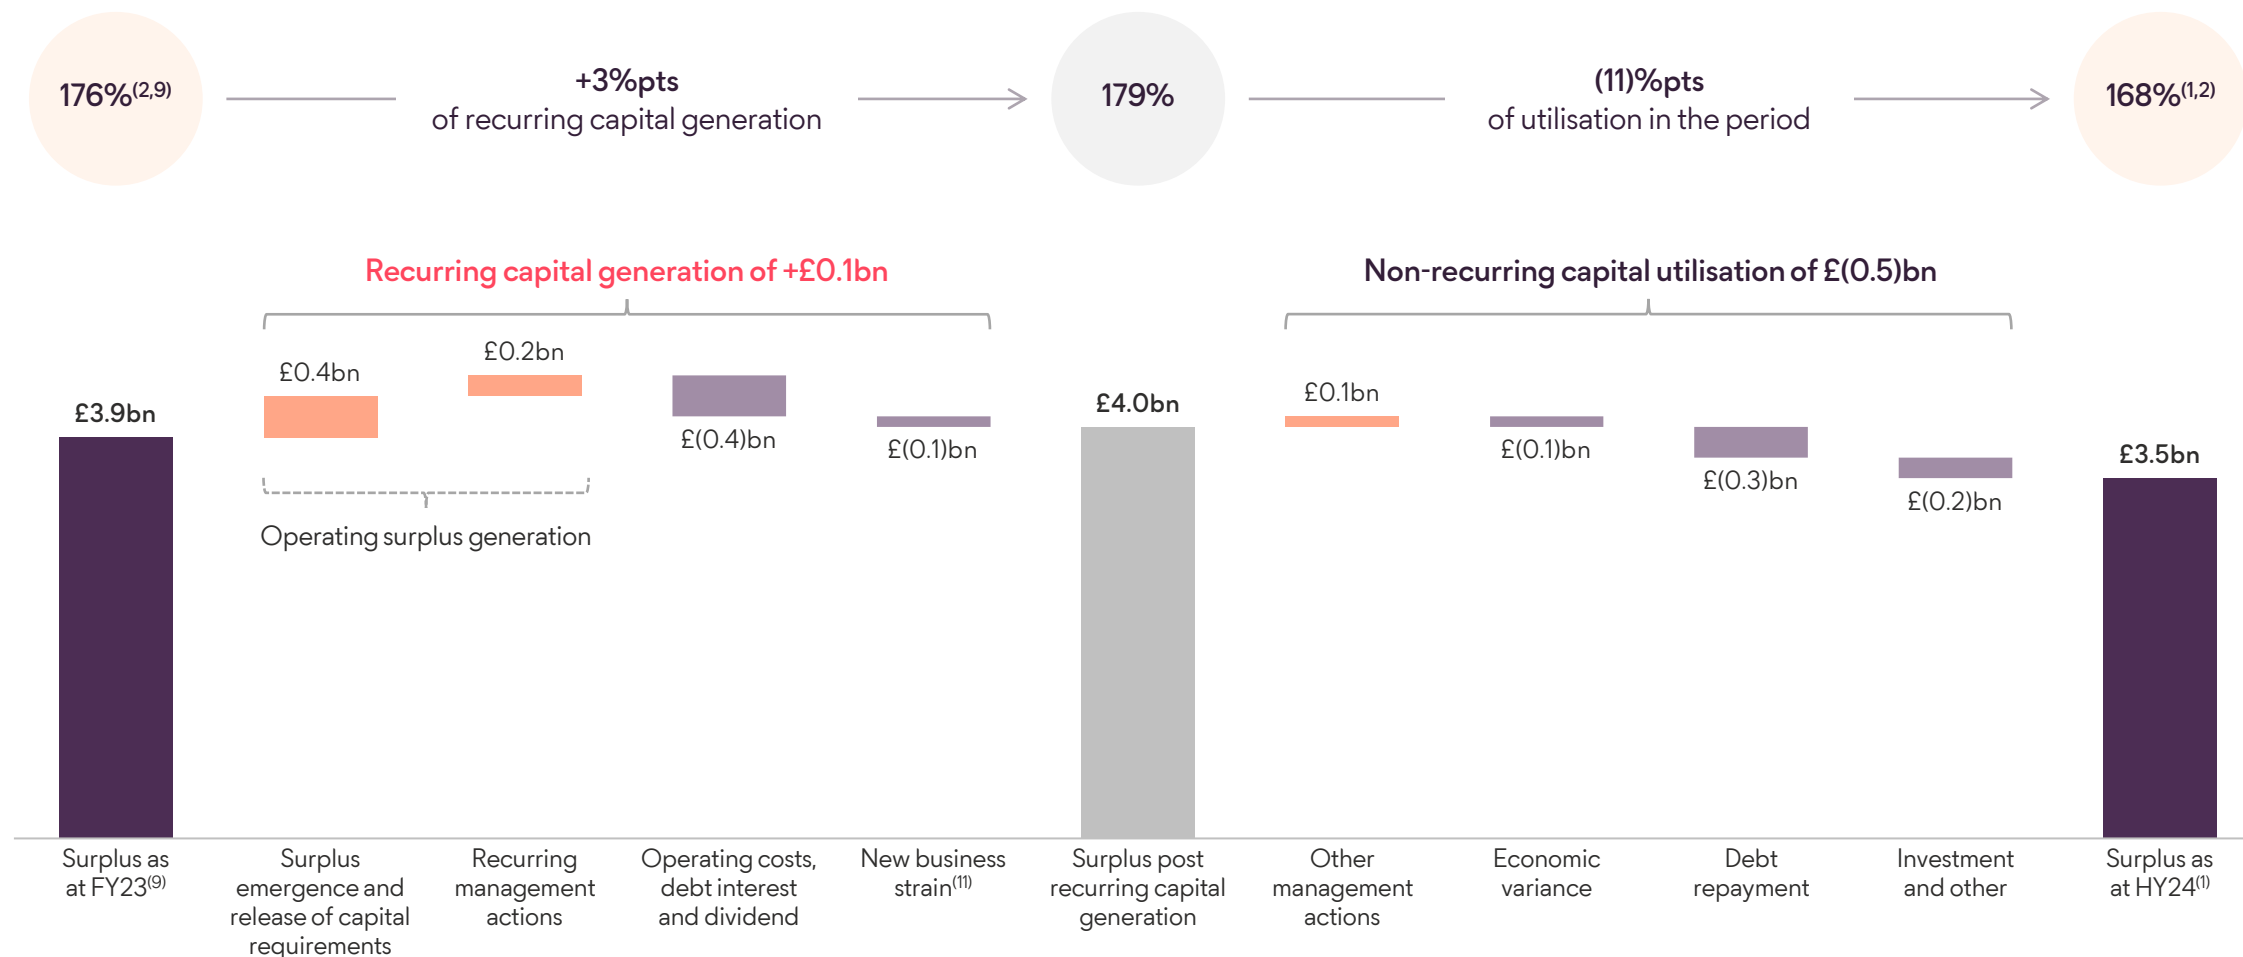 176%(2,9)
+3%pts
of recurring capital generation
179%
(11)%pts
of utilisation in the period
168%(1,2)
Recurring capital generation of +£0.1bn
Non-recurring capital utilisation of £(0.5)bn
£3.9bn
£0.4bn
£0.2bn
£(0.4)bn
£(0.1)bn
£4.0bn
£0.1bn
£(0.1)bn
£(0.3)bn
£(0.2)bn
£3.5bn
Operating surplus generation
Surplus as
at FY23(9)
Surplus
emergence and
release of capital
requirements
Recurring
management
actions
Operating costs,
debt interest
and dividend
New business
strain(11)
Surplus post
recurring capital
generation
Other
management
actions
Economic
variance
Debt
repayment
Investment
and other
Surplus as
at HY24(1)